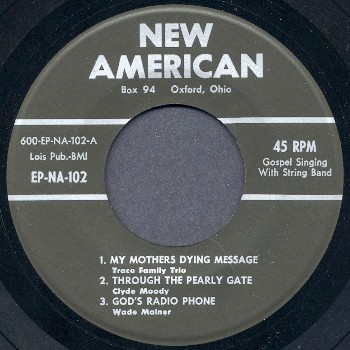 NEW
AMERICAN
Box 94 Oxford, Ohio
600-EP-NA-102-A
Lois Pub.-BMI
EP-NA-102
45 RPM
Gospel Singing
With String Band
1. MY MOTHERS DYING MESSAGE
Trace Family Trio
2. THROUGH THE PEARLY GATE
Clyde Moody
3. GOD'S RADIO PHONE
Wade Mainer